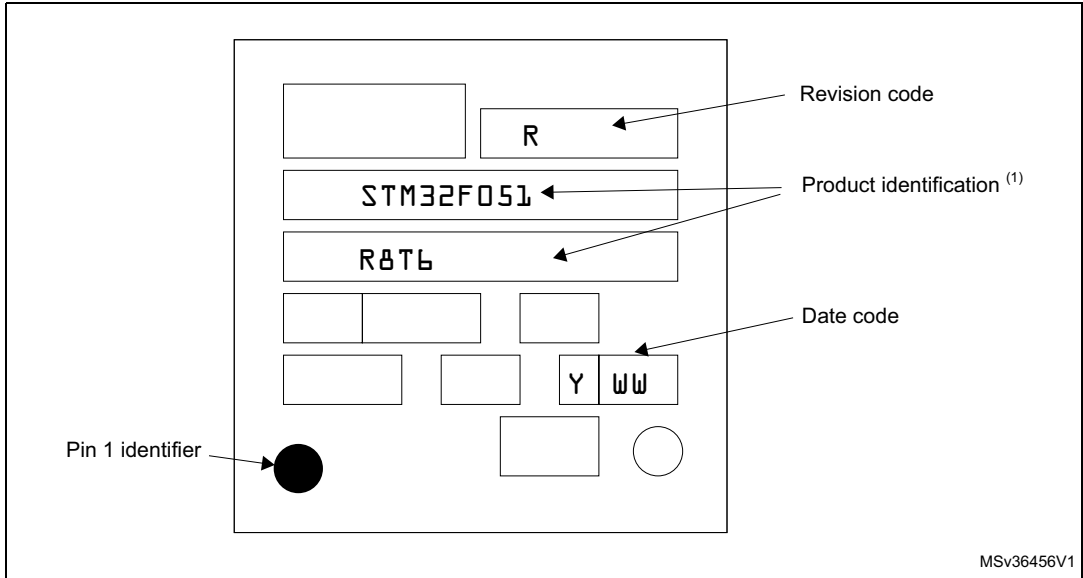 Revision code
R
STM32F051
Product identification (1)
R8T6
Date code
Y WW
Pin 1 identifier
MSv36456V1